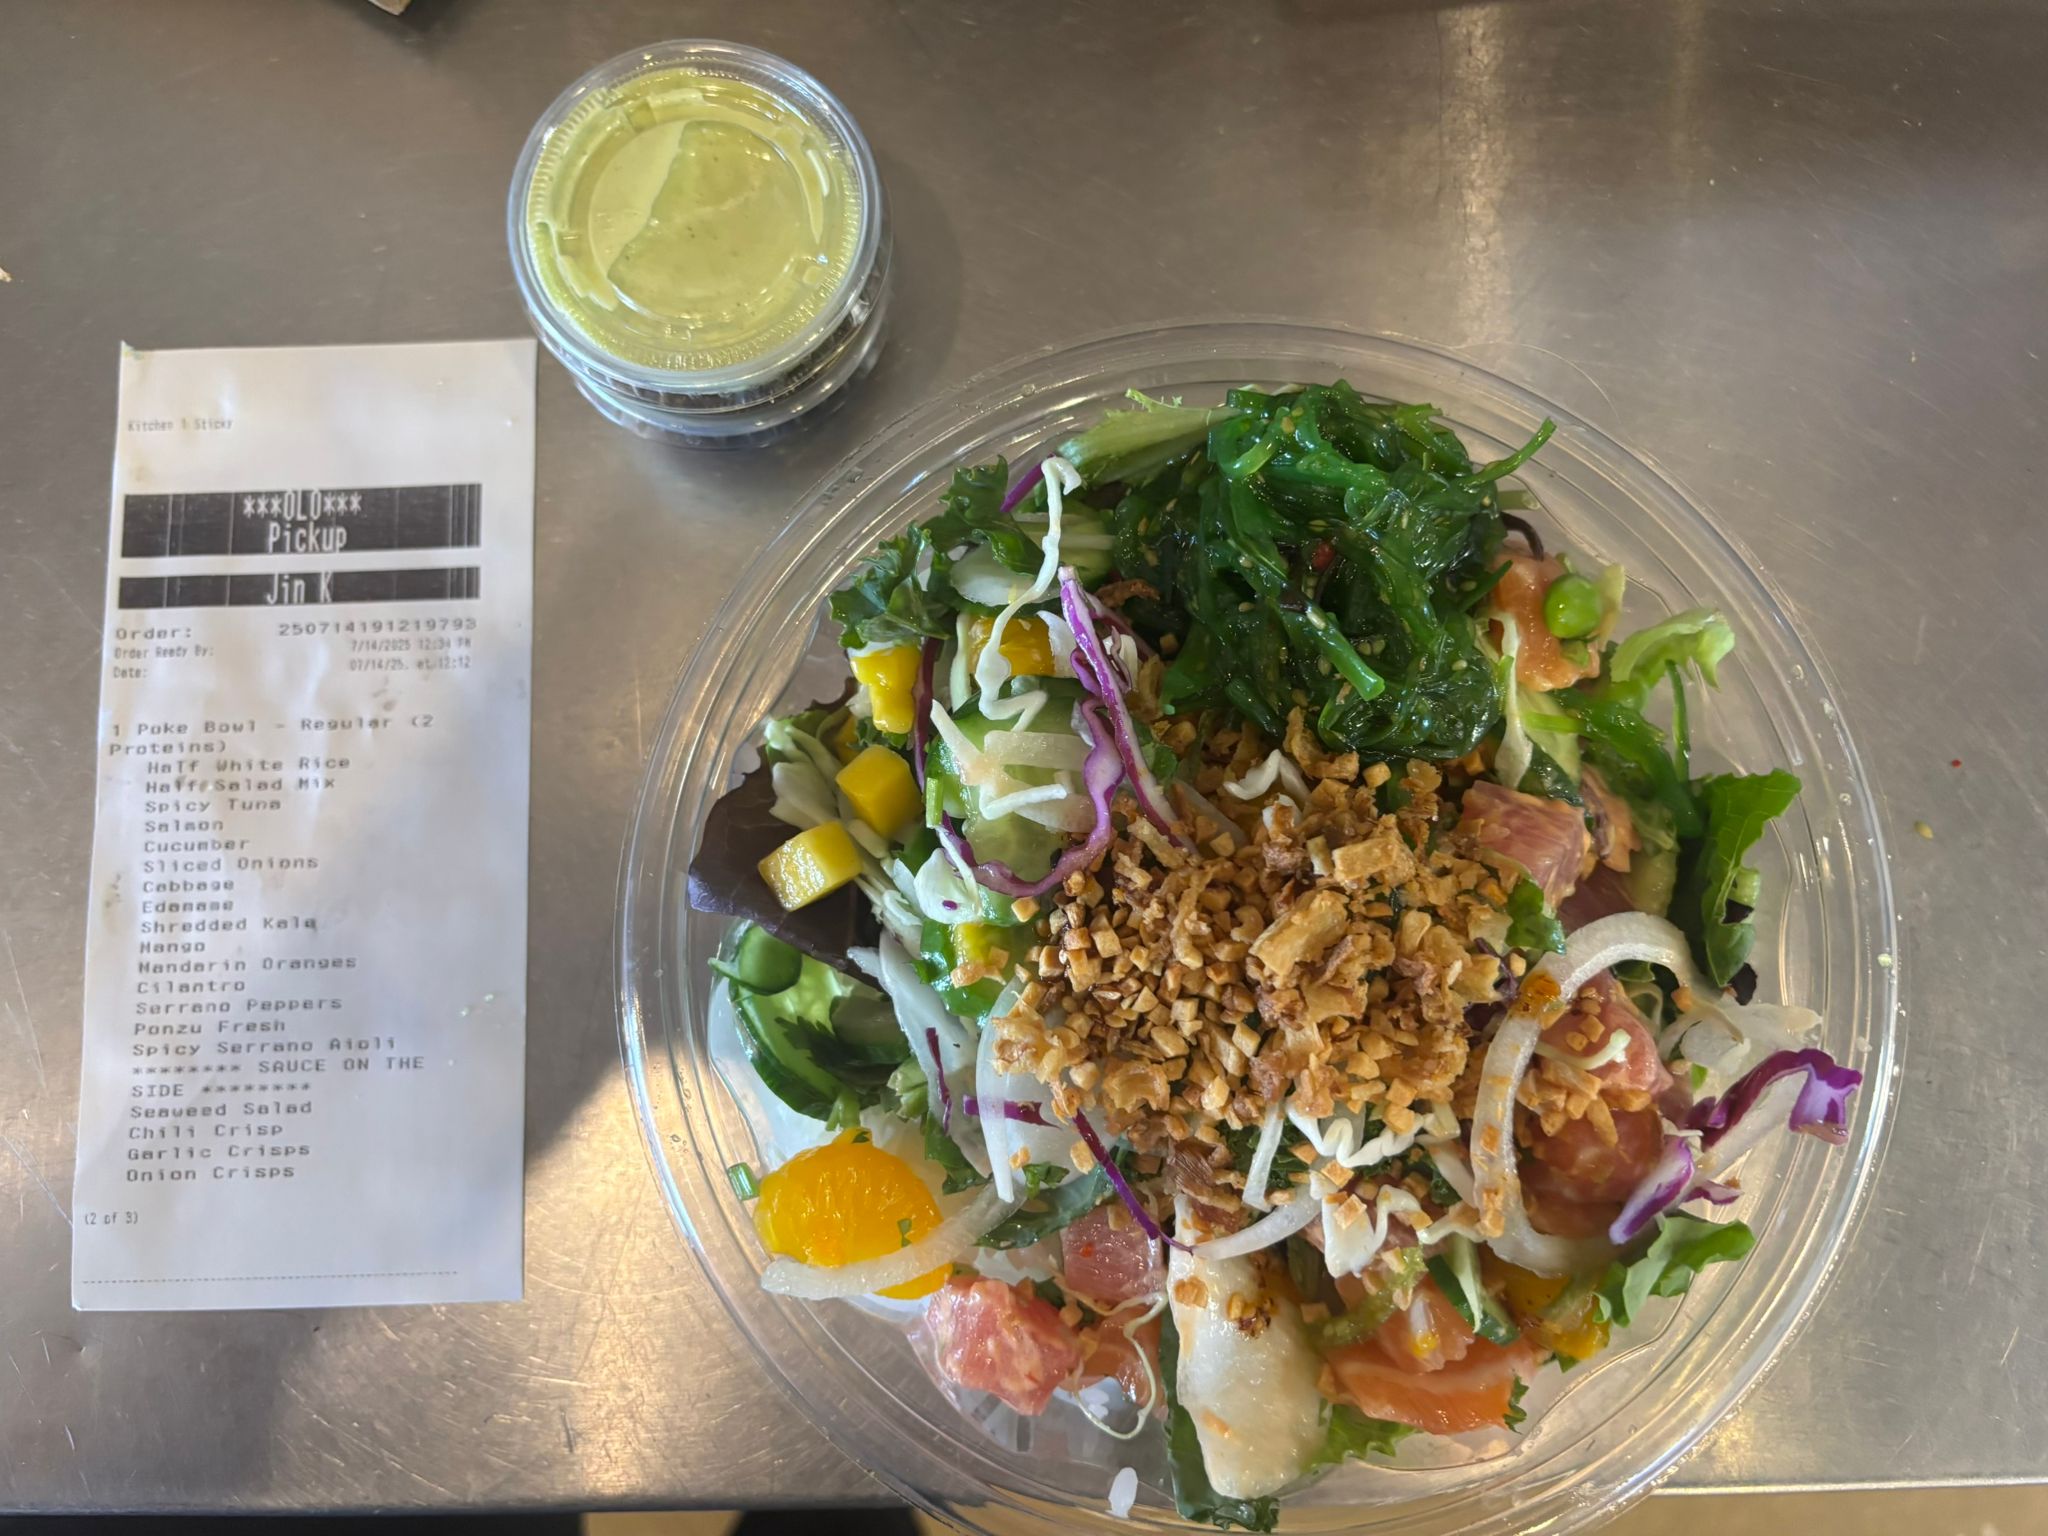 Kitchen 1 Sticky
***OLO***
Pickup
Jin K
Order: 250714191219793
Order Ready By: 7/14/2025 12:34 PM
Date: 07/14/25, at 12:12
1 Poke Bowl - Regular (2
Proteins)
Half White Rice
Half Salad Mix
Spicy Tuna
Salmon
Cucumber
Sliced Onions
Cabbage
Edamame
Shredded Kale
Mango
Mandarin Oranges
Cilantro
Serrano Peppers
Ponzu Fresh
Spicy Serrano Aioli
******** SAUCE ON THE
SIDE ********
Seaweed Salad
Chili Crisp
Garlic Crisps
Onion Crisps
(2 of 3)